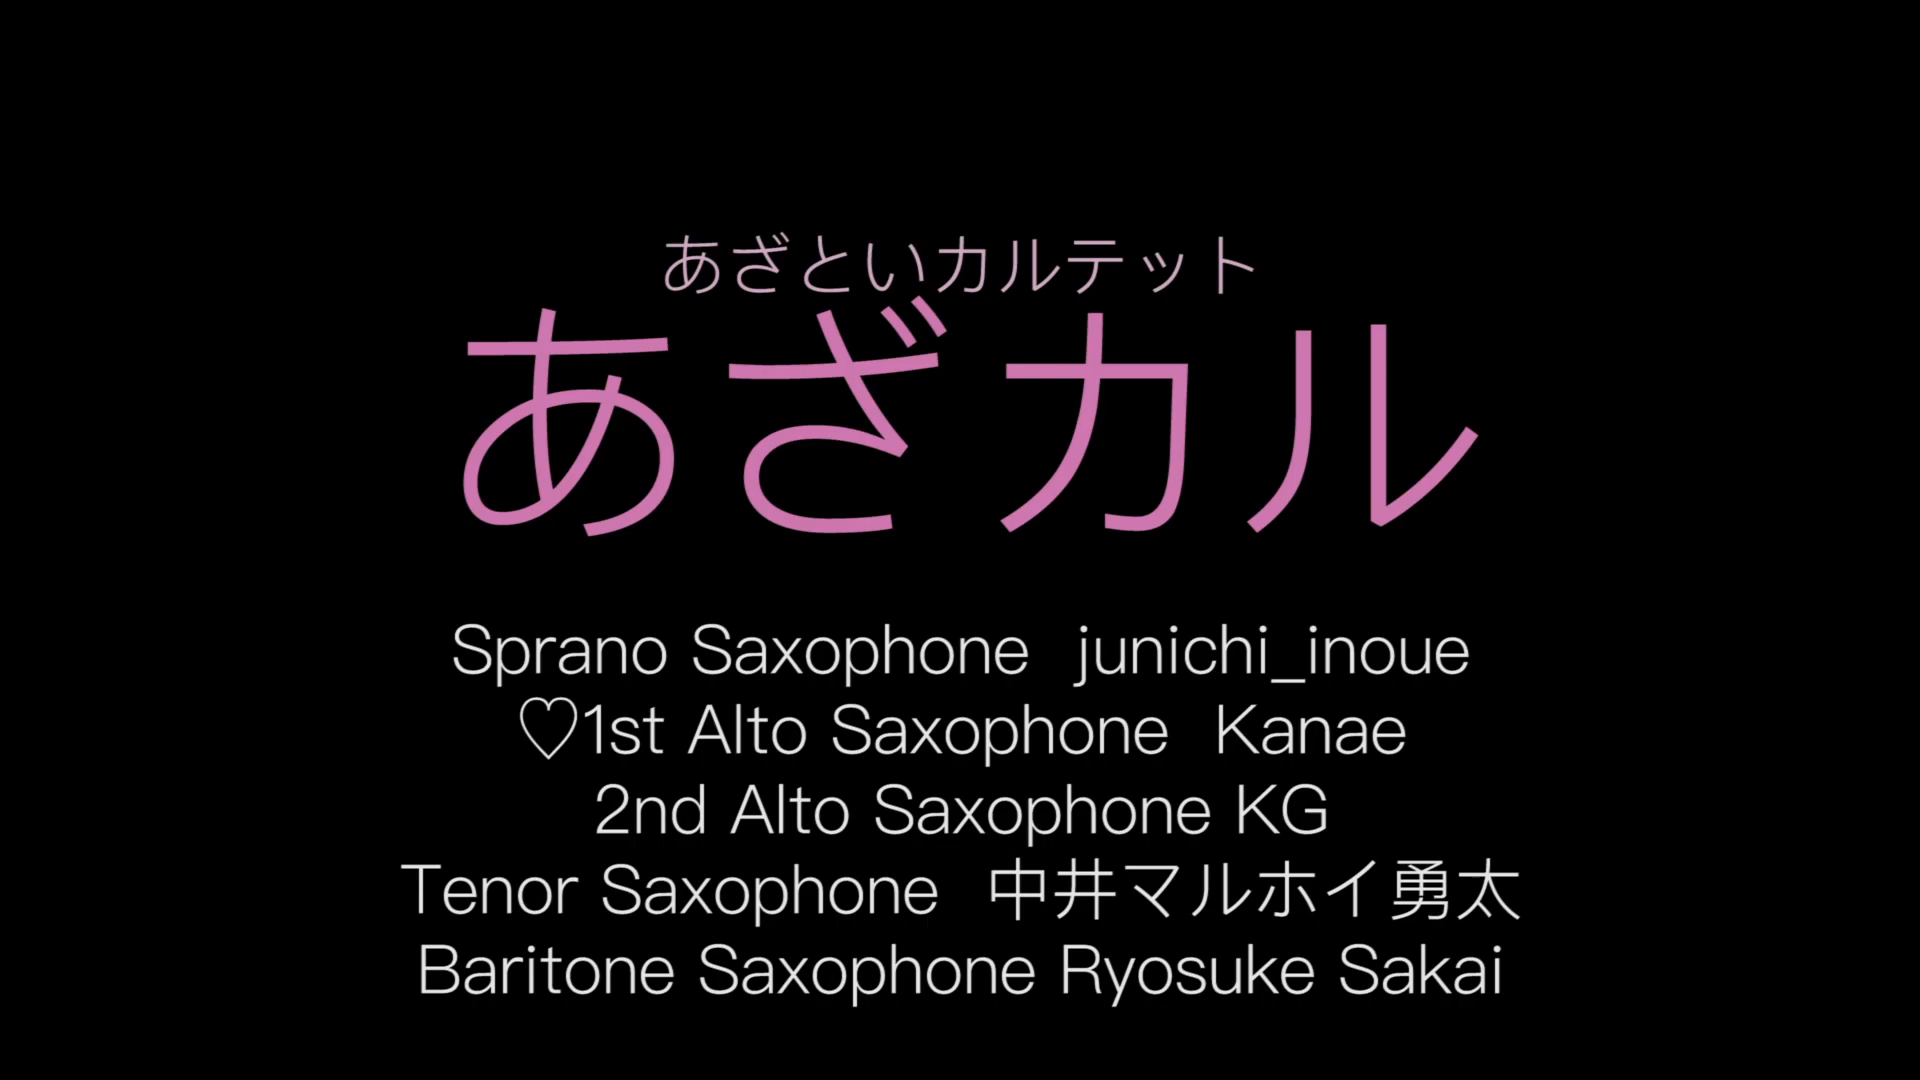 あざといカルテット
あざカル
Sprano Saxophone junichi_inoue
♡1st Alto Saxophone Kanae
2nd Alto Saxophone KG
Tenor Saxophone 中井マルホイ勇太
Baritone Saxophone Ryosuke Sakai